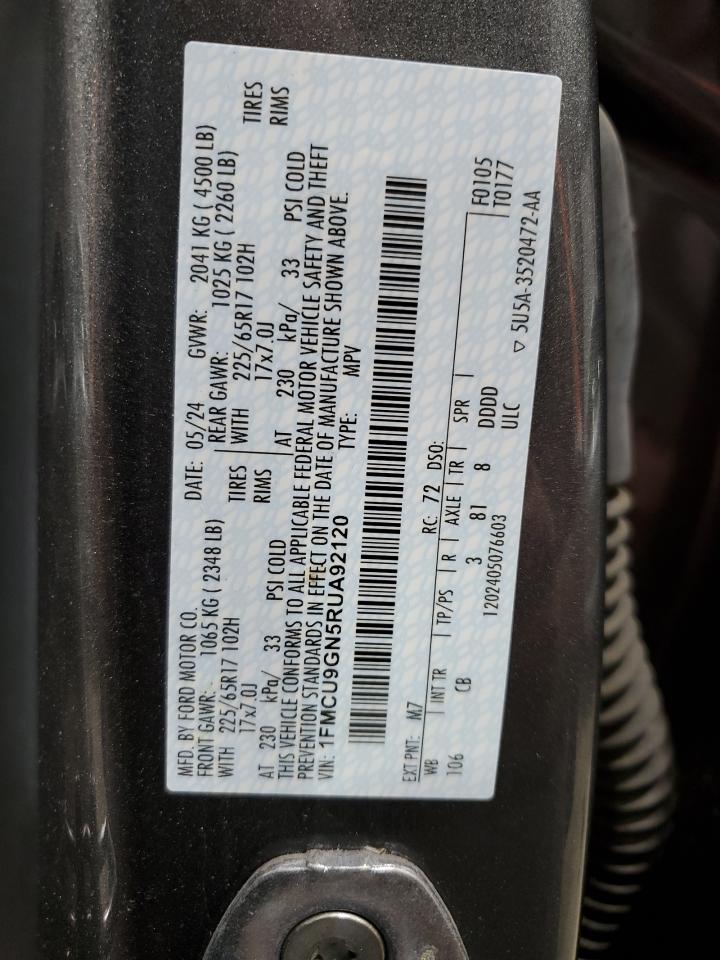 MFD. BY FORD MOTOR CO. DATE: 05/24 GVWR: 2041 KG ( 4500 LB)
FRONT GAWR: 1065 KG ( 2348 LB) REAR GAWR: 1025 KG ( 2260 LB)
WITH 225/65R17 102H TIRES WITH 225/65R17 102H TIRES
17x7.0J RIMS 17x7.0J RIMS
AT 230 kPa/ 33 PSI COLD AT 230 kPa/ 33 PSI COLD
THIS VEHICLE CONFORMS TO ALL APPLICABLE FEDERAL MOTOR VEHICLE SAFETY AND THEFT
PREVENTION STANDARDS IN EFFECT ON THE DATE OF MANUFACTURE SHOWN ABOVE.
VIN: 1FMCU9GN5RUA92120 TYPE: MPV
EXT PNT: M7 RC: 72 DSO: F0105
WB INT TR TP/PS R AXLE TR SPR T0177
106 CB 3 81 8 DDDD
1202405076603 ULC ▽ 5U5A-3520472-AA